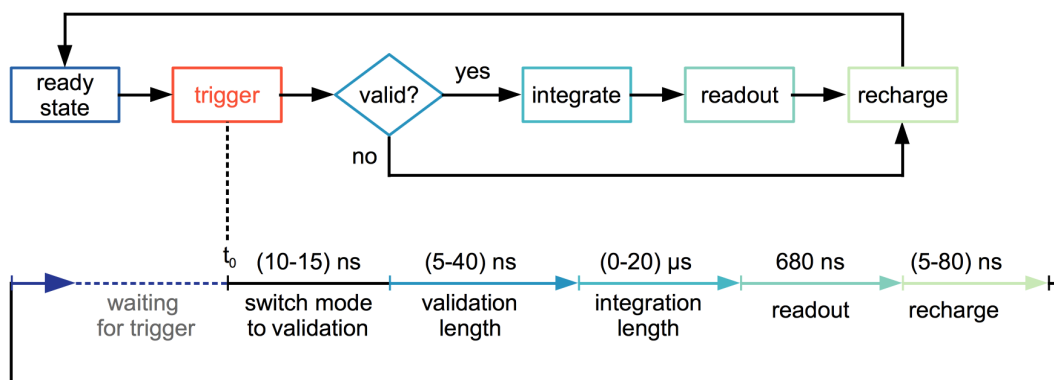 ready
state
trigger
valid?
yes
integrate
readout
recharge
no
t₀
(10-15) ns
(5-40) ns
(0-20) µs
680 ns
(5-80) ns
waiting
for trigger
switch mode
to validation
validation
length
integration
length
readout
recharge